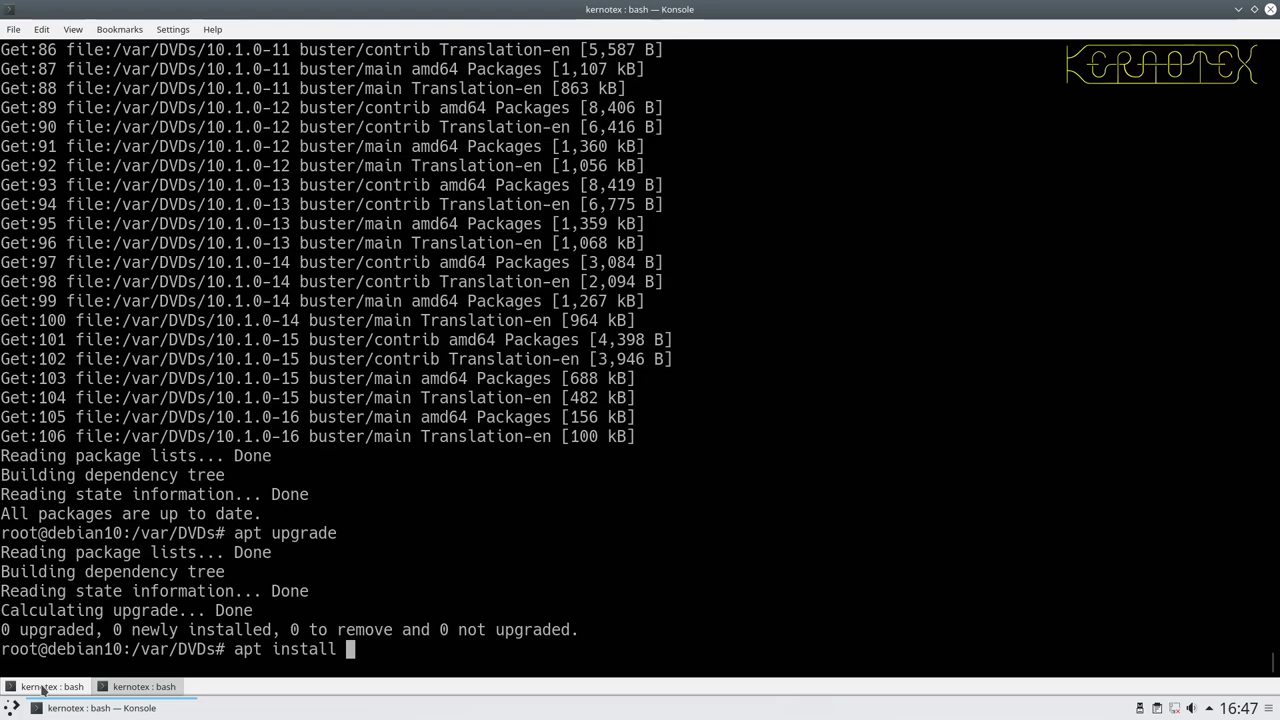 kernotex : bash — Konsole
File Edit View Bookmarks Settings Help
KERNOTEX
Get:86 file:/var/DVDs/10.1.0-11 buster/contrib Translation-en [5,587 B]
Get:87 file:/var/DVDs/10.1.0-11 buster/main amd64 Packages [1,107 kB]
Get:88 file:/var/DVDs/10.1.0-11 buster/main Translation-en [863 kB]
Get:89 file:/var/DVDs/10.1.0-12 buster/contrib amd64 Packages [8,406 B]
Get:90 file:/var/DVDs/10.1.0-12 buster/contrib Translation-en [6,416 B]
Get:91 file:/var/DVDs/10.1.0-12 buster/main amd64 Packages [1,360 kB]
Get:92 file:/var/DVDs/10.1.0-12 buster/main Translation-en [1,056 kB]
Get:93 file:/var/DVDs/10.1.0-13 buster/contrib amd64 Packages [8,419 B]
Get:94 file:/var/DVDs/10.1.0-13 buster/contrib Translation-en [6,775 B]
Get:95 file:/var/DVDs/10.1.0-13 buster/main amd64 Packages [1,359 kB]
Get:96 file:/var/DVDs/10.1.0-13 buster/main Translation-en [1,068 kB]
Get:97 file:/var/DVDs/10.1.0-14 buster/contrib amd64 Packages [3,084 B]
Get:98 file:/var/DVDs/10.1.0-14 buster/contrib Translation-en [2,094 B]
Get:99 file:/var/DVDs/10.1.0-14 buster/main amd64 Packages [1,267 kB]
Get:100 file:/var/DVDs/10.1.0-14 buster/main Translation-en [964 kB]
Get:101 file:/var/DVDs/10.1.0-15 buster/contrib amd64 Packages [4,398 B]
Get:102 file:/var/DVDs/10.1.0-15 buster/contrib Translation-en [3,946 B]
Get:103 file:/var/DVDs/10.1.0-15 buster/main amd64 Packages [688 kB]
Get:104 file:/var/DVDs/10.1.0-15 buster/main Translation-en [482 kB]
Get:105 file:/var/DVDs/10.1.0-16 buster/main amd64 Packages [156 kB]
Get:106 file:/var/DVDs/10.1.0-16 buster/main Translation-en [100 kB]
Reading package lists... Done
Building dependency tree
Reading state information... Done
All packages are up to date.
root@debian10:/var/DVDs# apt upgrade
Reading package lists... Done
Building dependency tree
Reading state information... Done
Calculating upgrade... Done
0 upgraded, 0 newly installed, 0 to remove and 0 not upgraded.
root@debian10:/var/DVDs# apt install
kernotex : bash kernotex : bash
kernotex : bash — Konsole 16:47